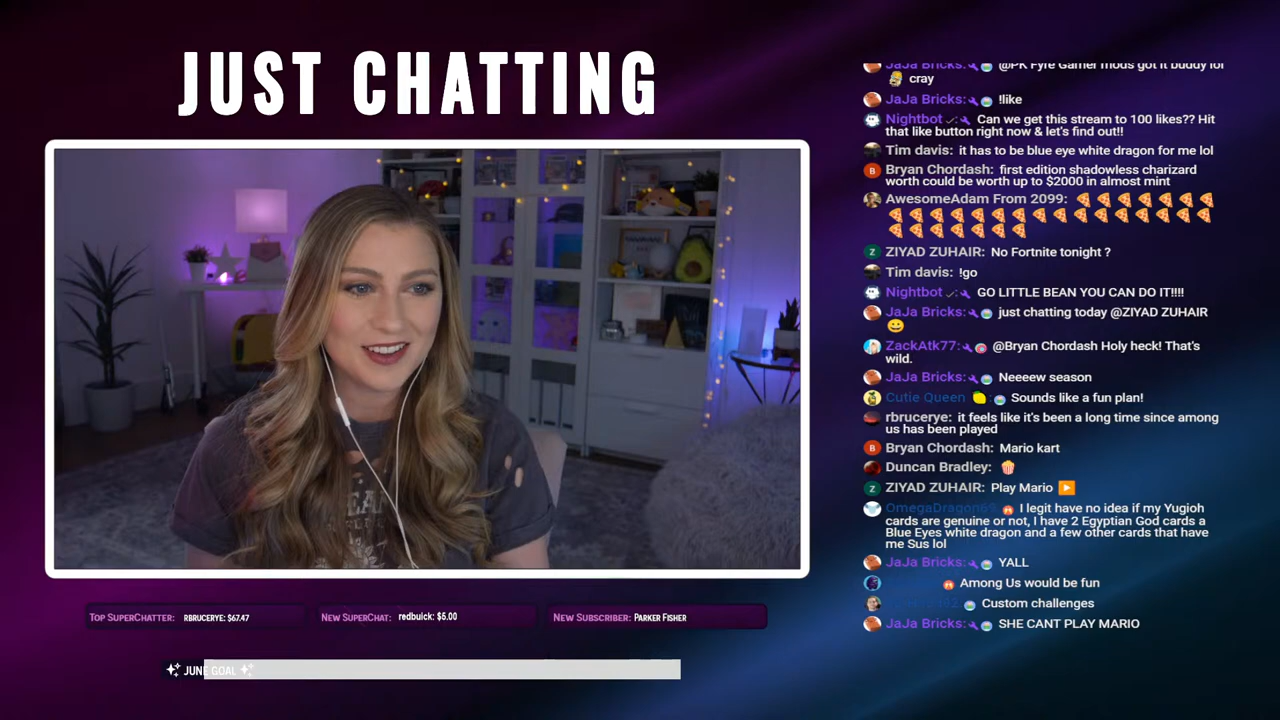 JUST CHATTING
JaJa Bricks: @PK Fyre Gamer mods got it buddy lol
cray
JaJa Bricks: !like
Nightbot: Can we get this stream to 100 likes?? Hit
that like button right now & let's find out!!
Tim davis: it has to be blue eye white dragon for me lol
B Bryan Chordash: first edition shadowless charizard
worth could be worth up to $2000 in almost mint
AwesomeAdam From 2099:
Z ZIYAD ZUHAIR: No Fortnite tonight ?
Tim davis: !go
Nightbot: GO LITTLE BEAN YOU CAN DO IT!!!!
JaJa Bricks: just chatting today @ZIYAD ZUHAIR
ZackAtk77: @Bryan Chordash Holy heck! That's
wild.
JaJa Bricks: Neeeew season
Cutie Queen : Sounds like a fun plan!
rbrucerye: it feels like it's been a long time since among
us has been played
B Bryan Chordash: Mario kart
Duncan Bradley:
Z ZIYAD ZUHAIR: Play Mario
I legit have no idea if my Yugioh
cards are genuine or not, I have 2 Egyptian God cards a
Blue Eyes white dragon and a few other cards that have
me Sus lol
JaJa Bricks: YALL
Among Us would be fun
Custom challenges
JaJa Bricks: SHE CANT PLAY MARIO
TOP SUPERCHATTER: RBRUCERYE: $67.47
NEW SUPERCHAT: redbuick: $5.00
NEW SUBSCRIBER: PARKER FISHER
JUNE GOAL